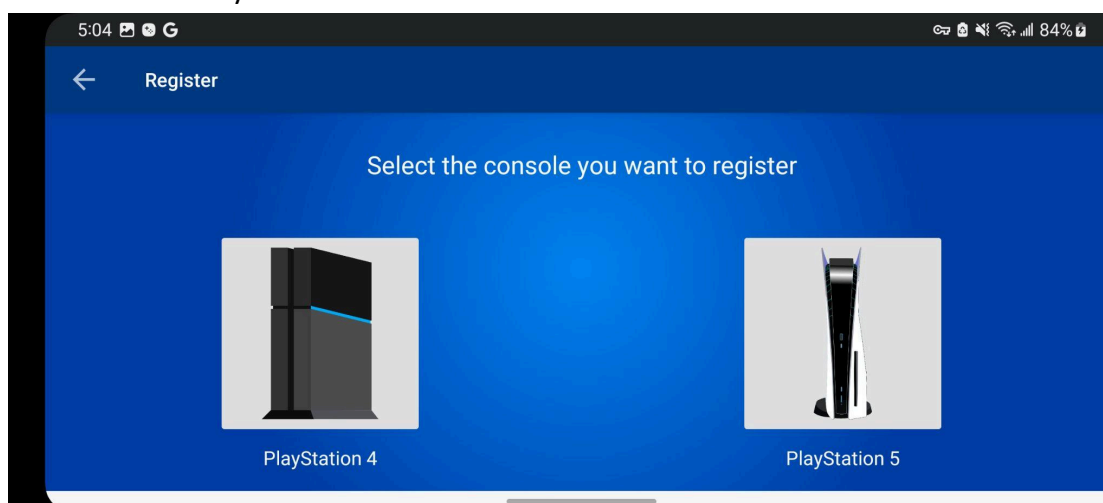 5:04 G 84%
Register
Select the console you want to register
PlayStation 4 PlayStation 5